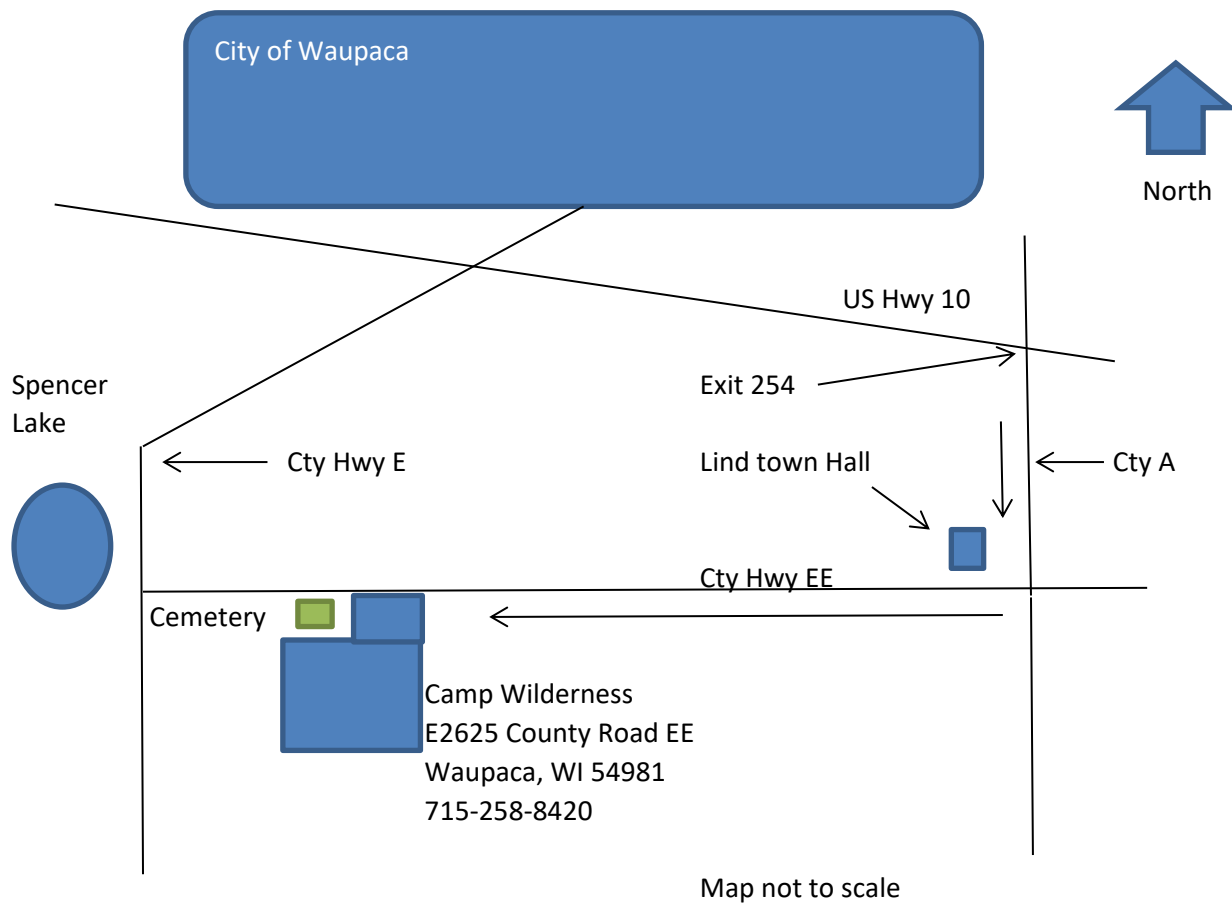 City of Waupaca
North
US Hwy 10
Spencer
Lake
Exit 254
Cty Hwy E
Lind town Hall
Cty A
Cty Hwy EE
Cemetery
Camp Wilderness
E2625 County Road EE
Waupaca, WI 54981
715-258-8420
Map not to scale